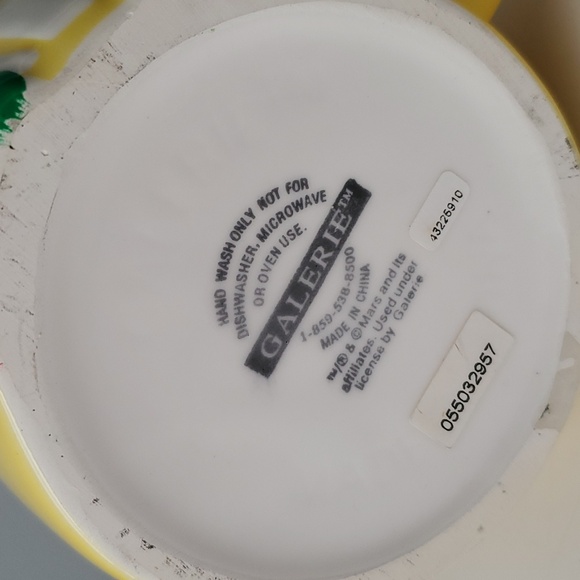 HAND WASH ONLY NOT FOR
DISHWASHER, MICROWAVE
OR OVEN USE.
GALERIE™
1-859-538-8500
MADE IN CHINA
™/® & © Mars and its
affiliates. Used under
license by Galerie
43226910
055032957